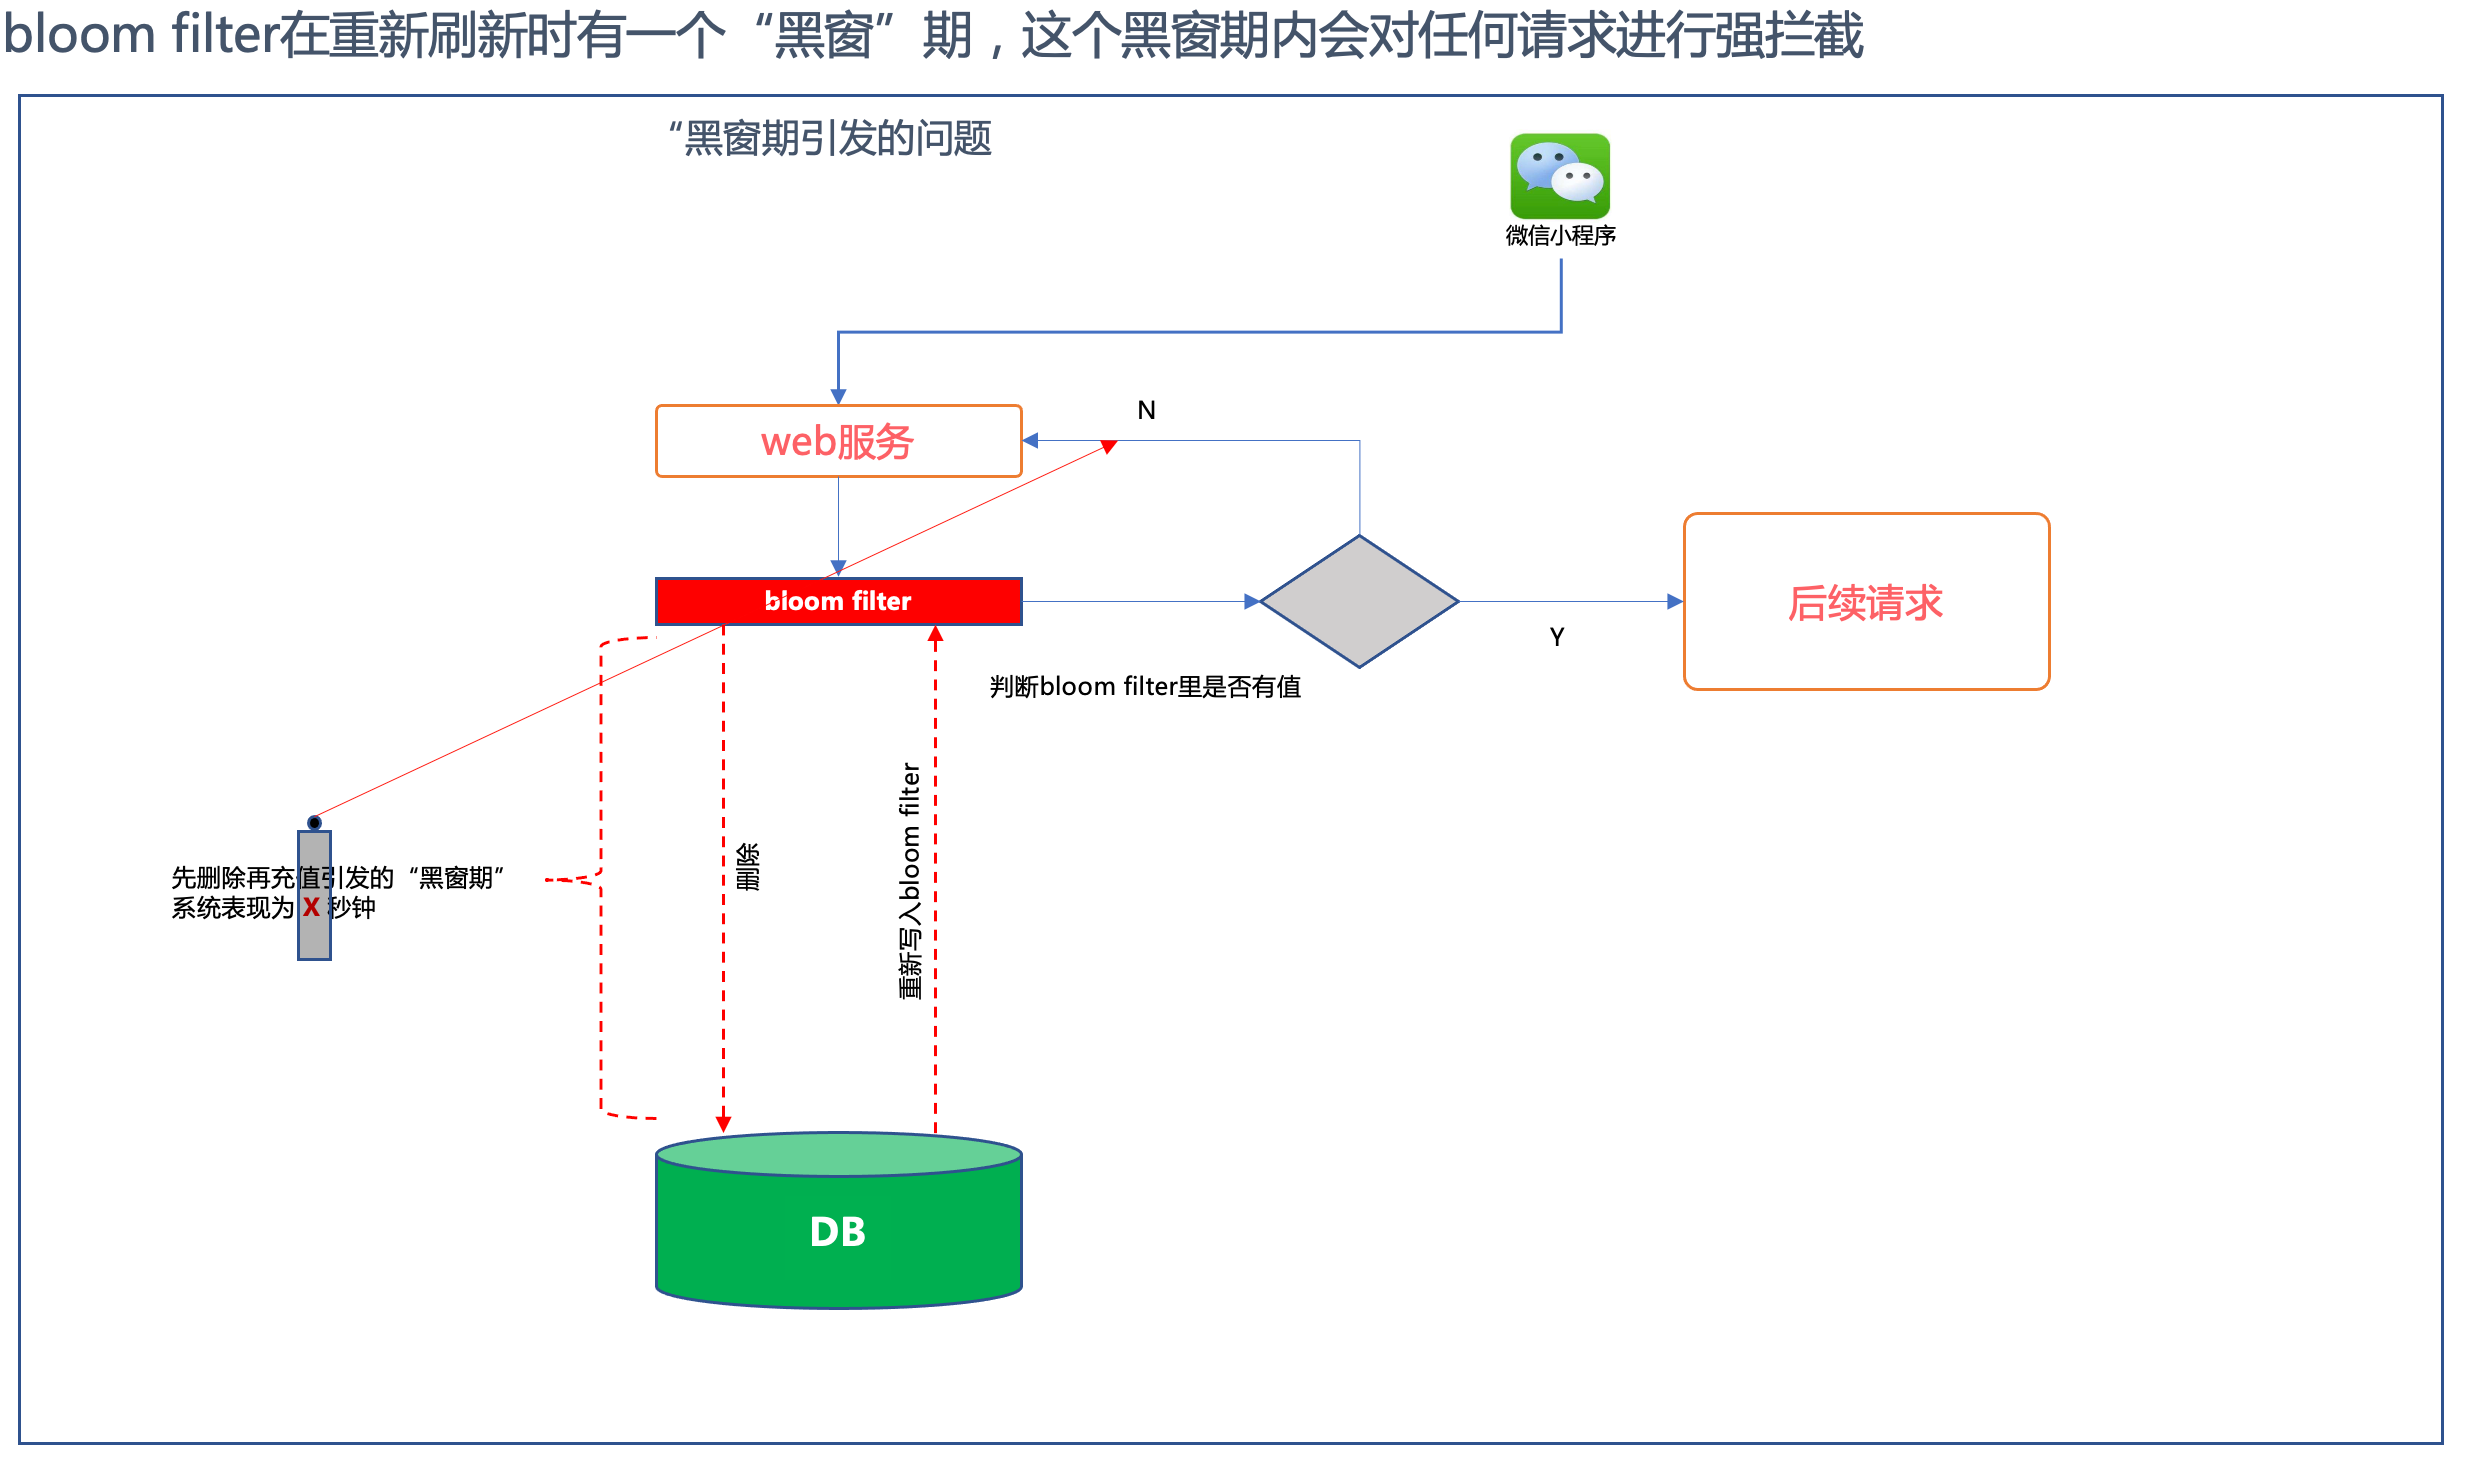 bloom filter在重新刷新时有一个“黑窗”期，这个黑窗期内会对任何请求进行强拦截
“黑窗期引发的问题
微信小程序
N
web服务
bloom filter
后续请求
Y
判断bloom filter里是否有值
重新写入bloom filter
删除
先删除再充值引发的“黑窗期”
系统表现为 X 秒钟
DB